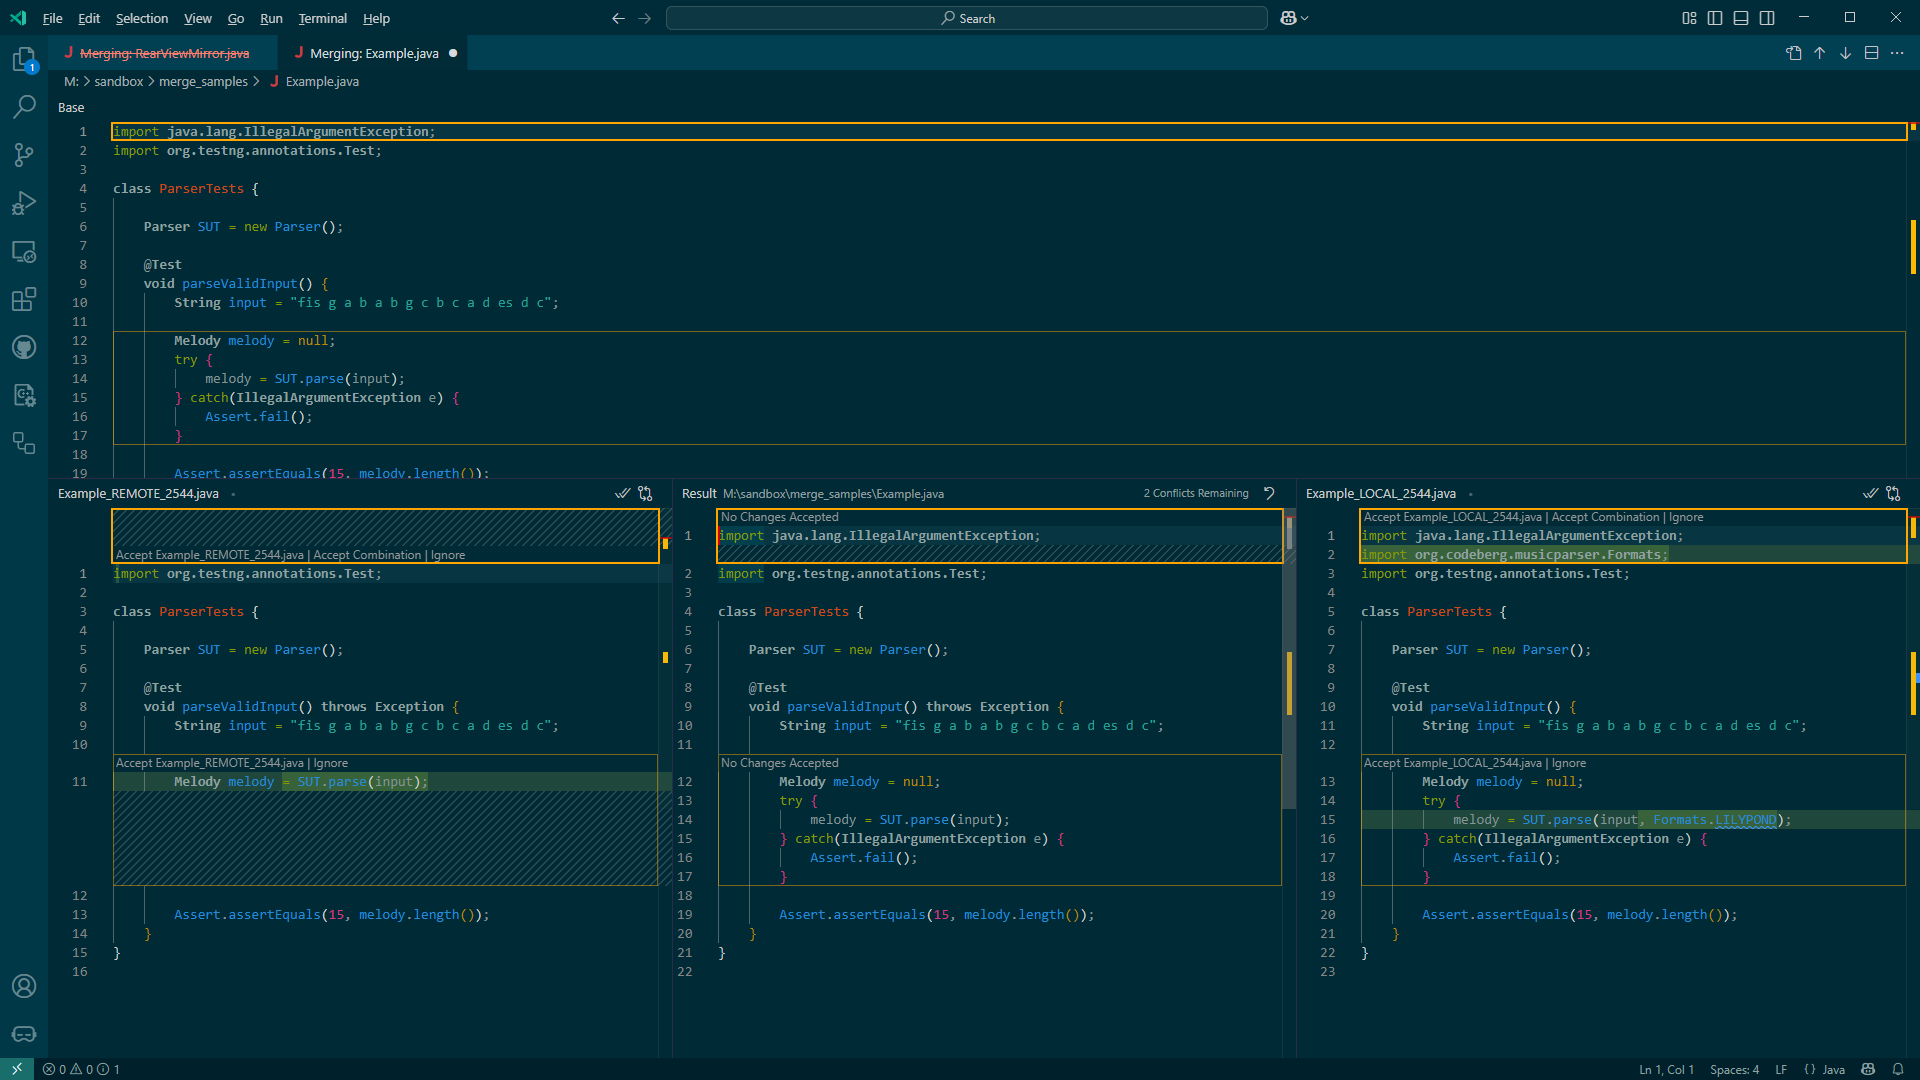 File Edit Selection View Go Run Terminal Help
Search
Merging: RearViewMirror.java
Merging: Example.java
M: > sandbox > merge_samples > J Example.java
Base
1 import java.lang.IllegalArgumentException;
2 import org.testng.annotations.Test;
3
4 class ParserTests {
5
6 Parser SUT = new Parser();
7
8 @Test
9 void parseValidInput() {
10 String input = "fis g a b a b g c b c a d es d c";
11
12 Melody melody = null;
13 try {
14 melody = SUT.parse(input);
15 } catch(IllegalArgumentException e) {
16 Assert.fail();
17 }
18
19 Assert.assertEquals(15, melody.length());
Example_REMOTE_2544.java
Accept Example_REMOTE_2544.java | Accept Combination | Ignore
1 import org.testng.annotations.Test;
2
3 class ParserTests {
4
5 Parser SUT = new Parser();
6
7 @Test
8 void parseValidInput() throws Exception {
9 String input = "fis g a b a b g c b c a d es d c";
10
Accept Example_REMOTE_2544.java | Ignore
11 Melody melody = SUT.parse(input);
12
13 Assert.assertEquals(15, melody.length());
14 }
15 }
16
Result M:\sandbox\merge_samples\Example.java 2 Conflicts Remaining
No Changes Accepted
1 import java.lang.IllegalArgumentException;
2 import org.testng.annotations.Test;
3
4 class ParserTests {
5
6 Parser SUT = new Parser();
7
8 @Test
9 void parseValidInput() throws Exception {
10 String input = "fis g a b a b g c b c a d es d c";
11
No Changes Accepted
12 Melody melody = null;
13 try {
14 melody = SUT.parse(input);
15 } catch(IllegalArgumentException e) {
16 Assert.fail();
17 }
18
19 Assert.assertEquals(15, melody.length());
20 }
21 }
22
Example_LOCAL_2544.java
Accept Example_LOCAL_2544.java | Accept Combination | Ignore
1 import java.lang.IllegalArgumentException;
2 import org.codeberg.musicparser.Formats;
3 import org.testng.annotations.Test;
4
5 class ParserTests {
6
7 Parser SUT = new Parser();
8
9 @Test
10 void parseValidInput() {
11 String input = "fis g a b a b g c b c a d es d c";
12
Accept Example_LOCAL_2544.java | Ignore
13 Melody melody = null;
14 try {
15 melody = SUT.parse(input, Formats.LILYPOND);
16 } catch(IllegalArgumentException e) {
17 Assert.fail();
18 }
19
20 Assert.assertEquals(15, melody.length());
21 }
22 }
23
0 0 1
Ln 1, Col 1 Spaces: 4 LF {} Java